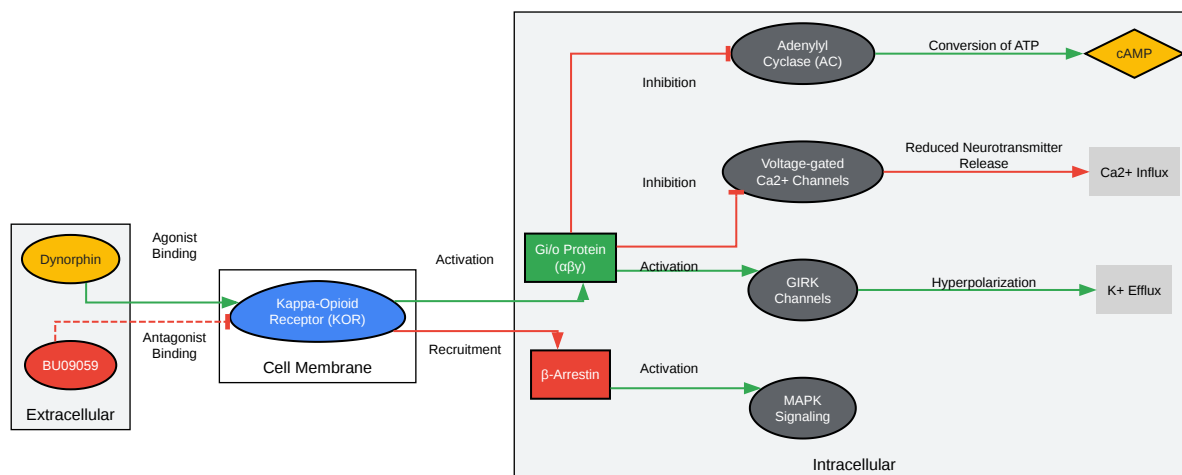 Adenylyl
Cyclase (AC)
Conversion of ATP
cAMP
Inhibition
Voltage-gated
Ca2+ Channels
Reduced Neurotransmitter
Release
Ca2+ Influx
Inhibition
Dynorphin
Agonist
Binding
Activation
Gi/o Protein
(αβγ)
Activation
GIRK
Channels
Hyperpolarization
K+ Efflux
Kappa-Opioid
Receptor (KOR)
BU09059
Antagonist
Binding
Cell Membrane
Recruitment
β-Arrestin
Activation
MAPK
Signaling
Extracellular
Intracellular